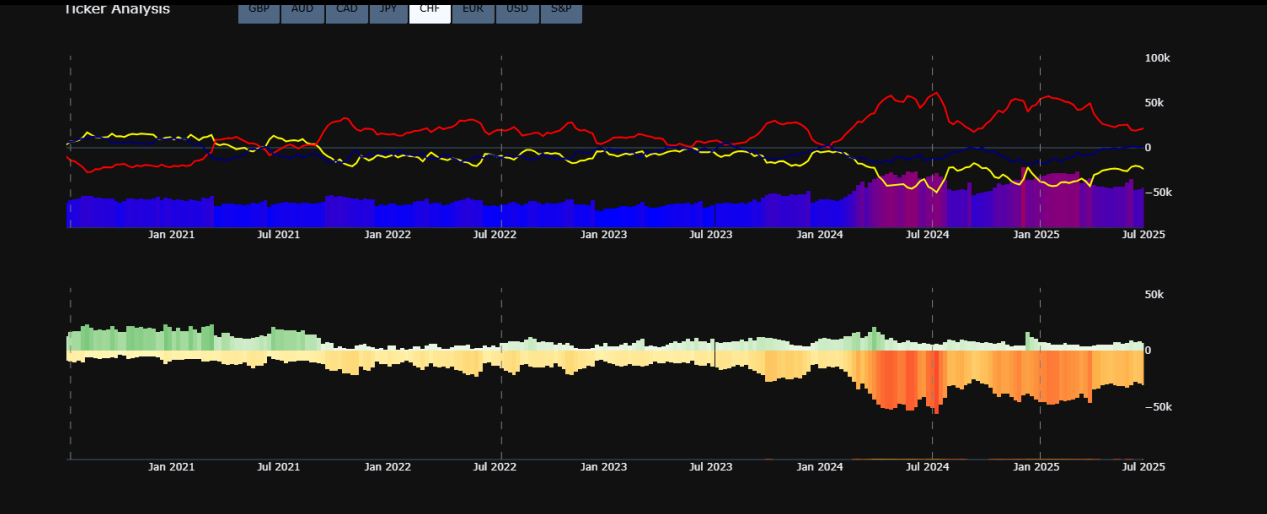 Ticker Analysis
GBP AUD CAD JPY CHF EUR USD S&P
100k
50k
0
−50k
Jan 2021 Jul 2021 Jan 2022 Jul 2022 Jan 2023 Jul 2023 Jan 2024 Jul 2024 Jan 2025 Jul 2025
50k
0
−50k
Jan 2021 Jul 2021 Jan 2022 Jul 2022 Jan 2023 Jul 2023 Jan 2024 Jul 2024 Jan 2025 Jul 2025